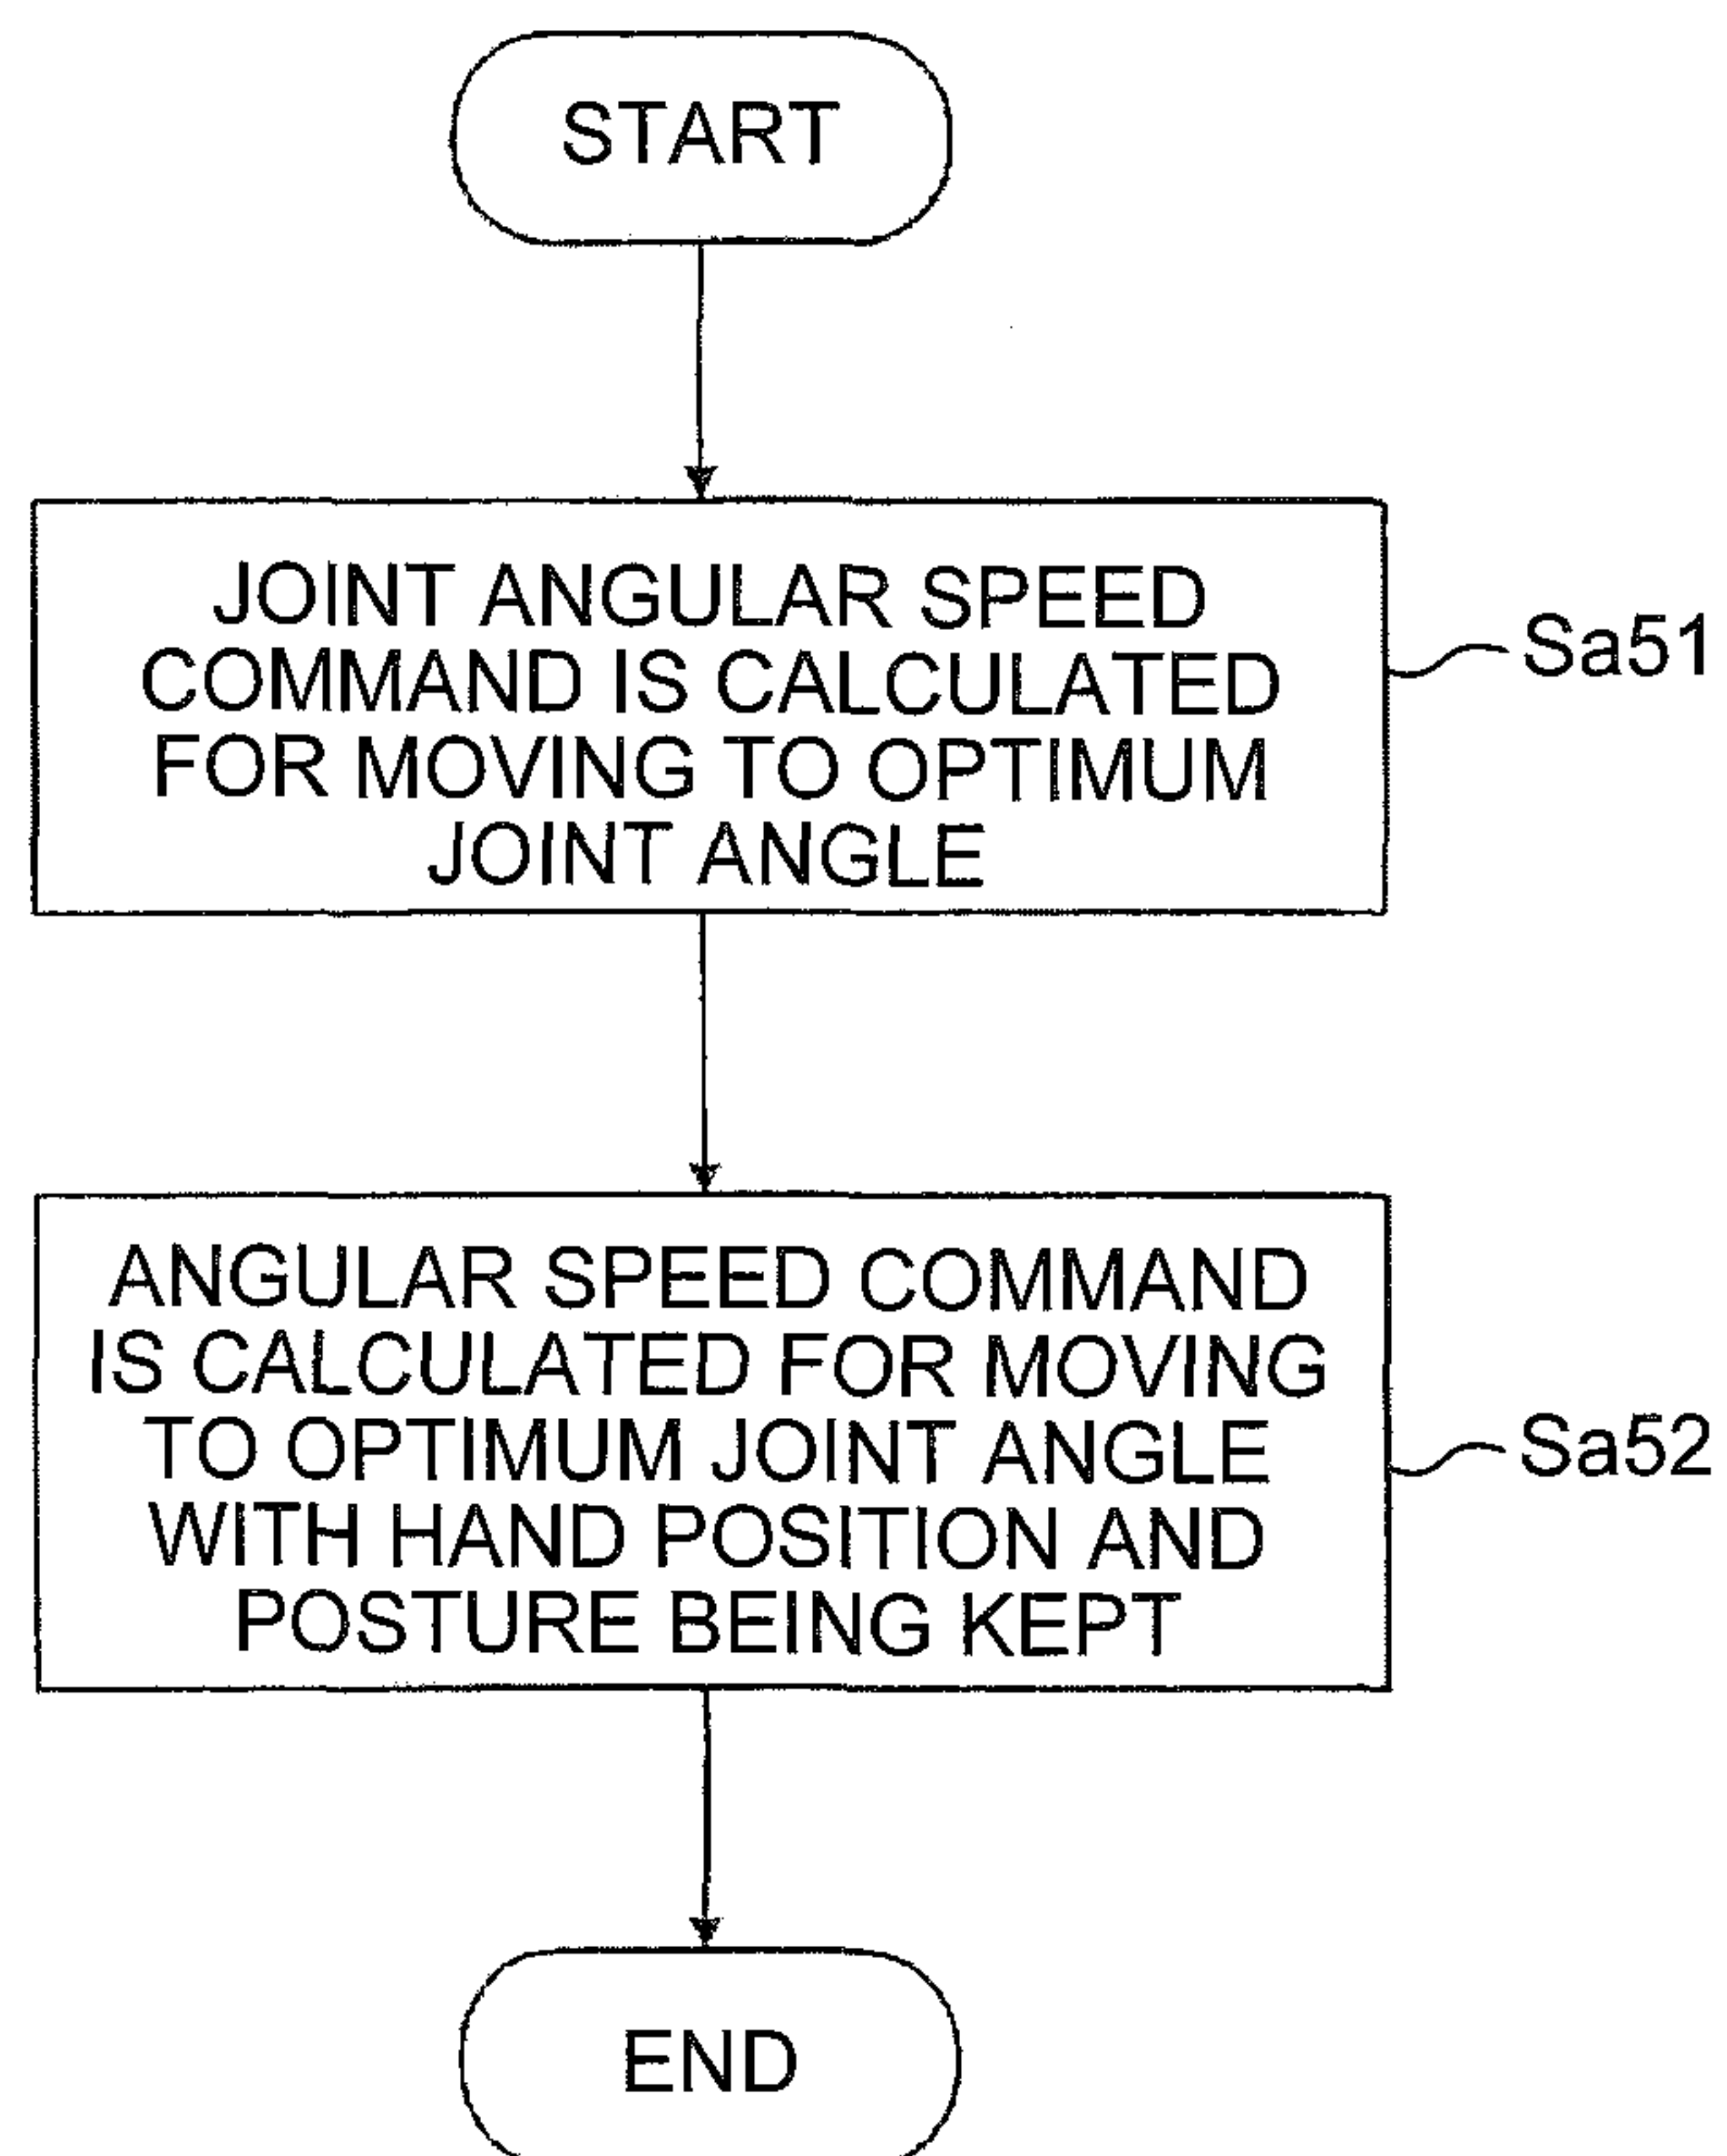 START
JOINT ANGULAR SPEED
COMMAND IS CALCULATED
FOR MOVING TO OPTIMUM
JOINT ANGLE
Sa51
ANGULAR SPEED COMMAND
IS CALCULATED FOR MOVING
TO OPTIMUM JOINT ANGLE
WITH HAND POSITION AND
POSTURE BEING KEPT
Sa52
END